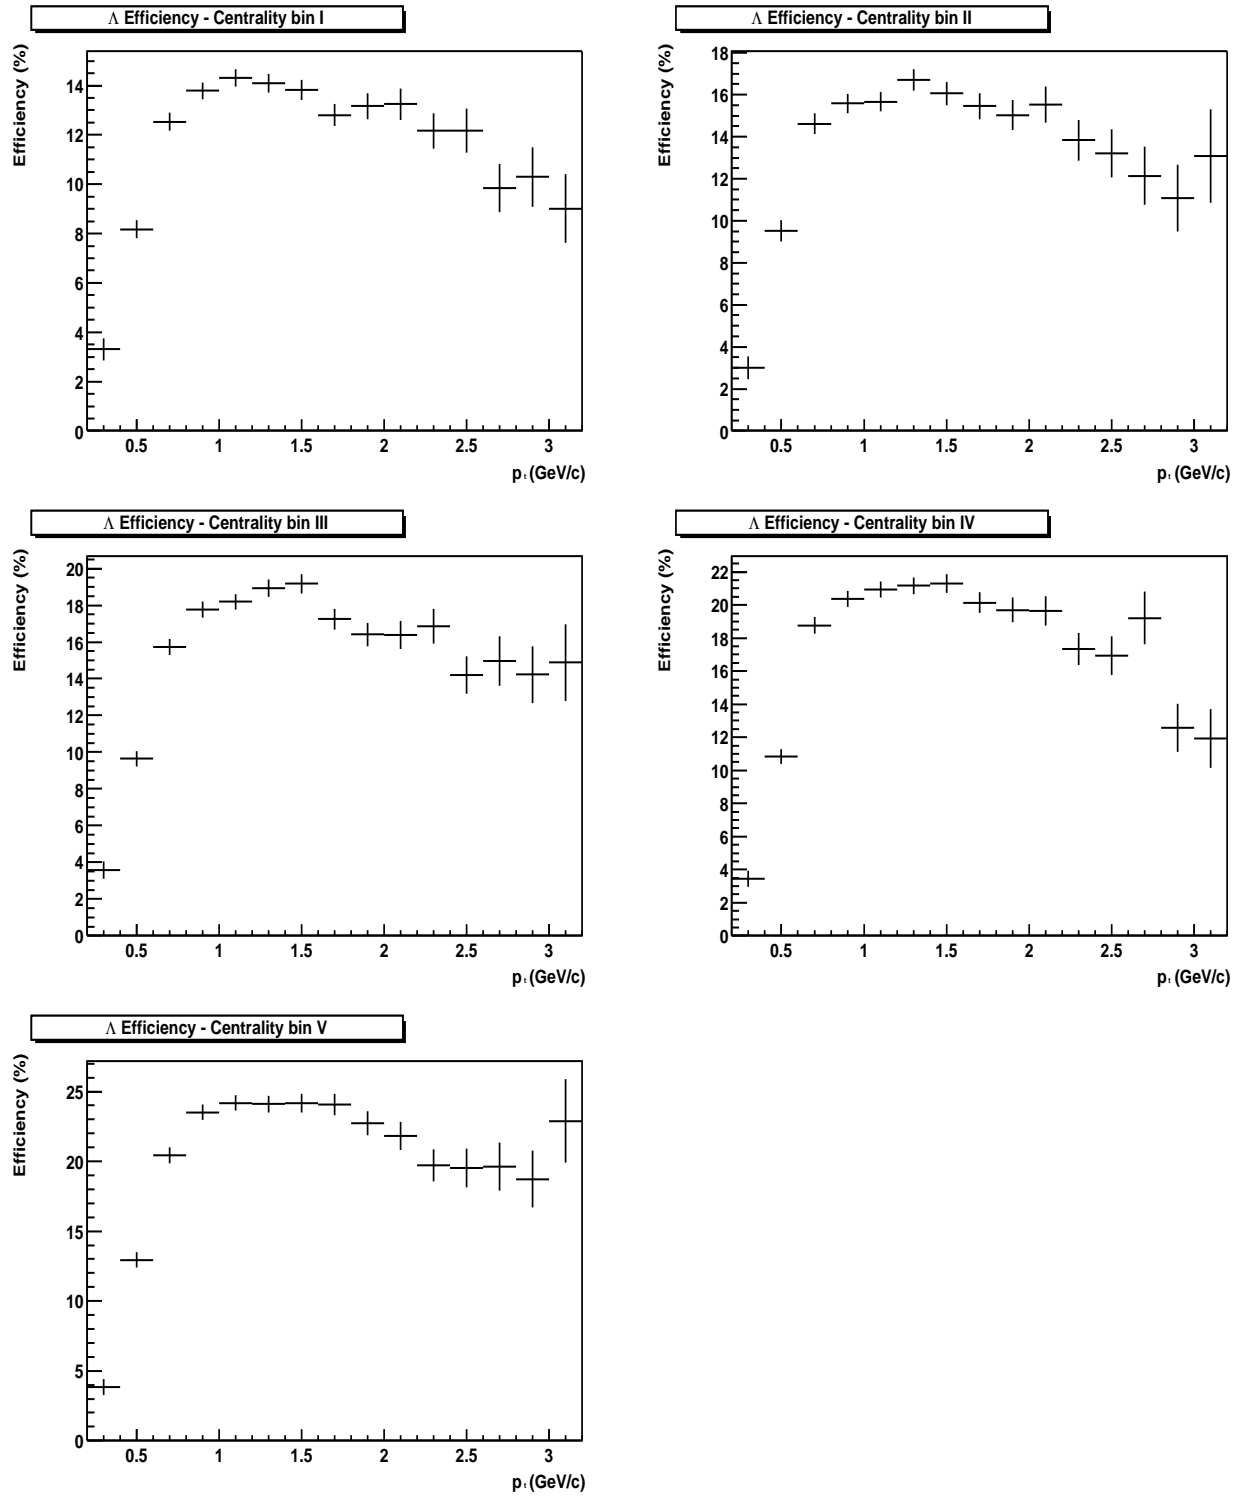 Λ Efficiency - Centrality bin I
Efficiency (%)
14
12
10
8
6
4
2
0
0.5 1 1.5 2 2.5 3
pt (GeV/c)
Λ Efficiency - Centrality bin II
Efficiency (%)
18
16
14
12
10
8
6
4
2
0
0.5 1 1.5 2 2.5 3
pt (GeV/c)
Λ Efficiency - Centrality bin III
Efficiency (%)
20
18
16
14
12
10
8
6
4
2
0
0.5 1 1.5 2 2.5 3
pt (GeV/c)
Λ Efficiency - Centrality bin IV
Efficiency (%)
22
20
18
16
14
12
10
8
6
4
2
0
0.5 1 1.5 2 2.5 3
pt (GeV/c)
Λ Efficiency - Centrality bin V
Efficiency (%)
25
20
15
10
5
0
0.5 1 1.5 2 2.5 3
pt (GeV/c)